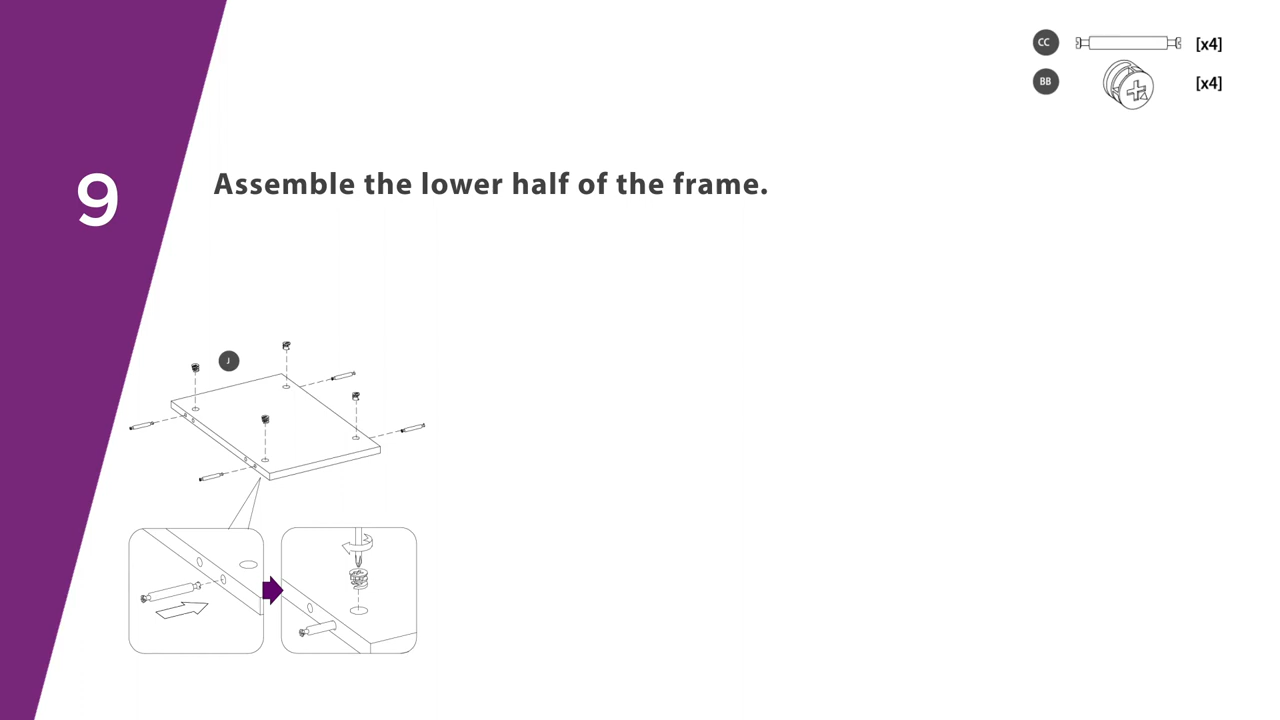 CC [x4]
BB [x4]
9
Assemble the lower half of the frame.
J